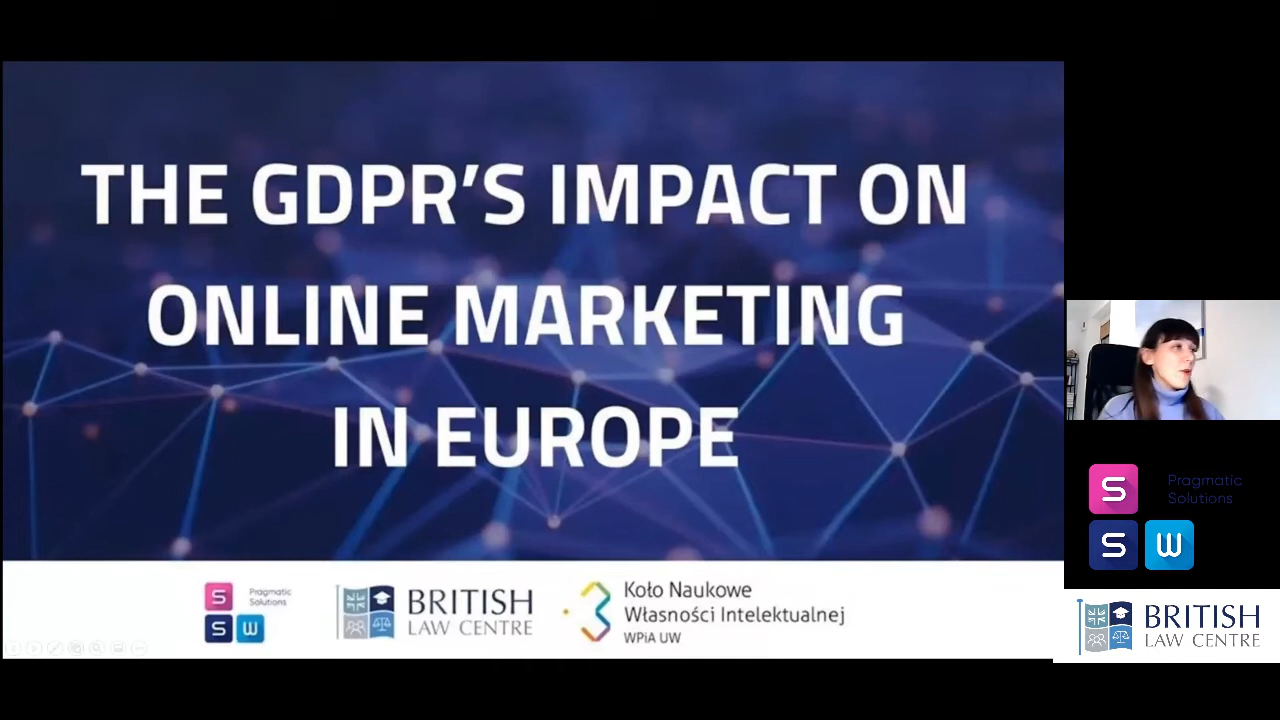 THE GDPR'S IMPACT ON
ONLINE MARKETING
IN EUROPE
S
Pragmatic
Solutions
S W
BRITISH
LAW CENTRE
Koło Naukowe
Własności Intelektualnej
WPiA UW
S
Pragmatic
Solutions
S W
BRITISH
LAW CENTRE